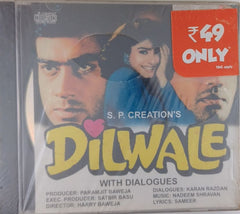 ₹49
ONLY
S. P. CREATION'S
DILWALE
WITH DIALOGUES
PRODUCER: PARAMJIT BAWEJA
EXEC. PRODUCER: SATBIR BASU
DIRECTOR: HARRY BAWEJA
DIALOGUES: KARAN RAZDAN
MUSIC: NADEEM SHRAVAN
LYRICS: SAMEER